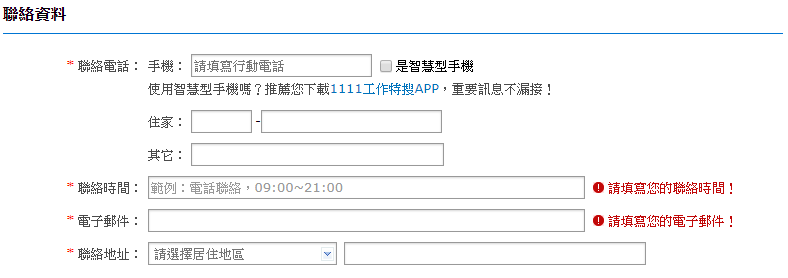 聯絡資料
* 聯絡電話： 手機： 請填寫行動電話 是智慧型手機
使用智慧型手機嗎？推薦您下載1111工作特搜APP，重要訊息不漏接！
住家： -
其它：
* 聯絡時間： 範例：電話聯絡，09:00~21:00 請填寫您的聯絡時間！
* 電子郵件： 請填寫您的電子郵件！
* 聯絡地址： 請選擇居住地區